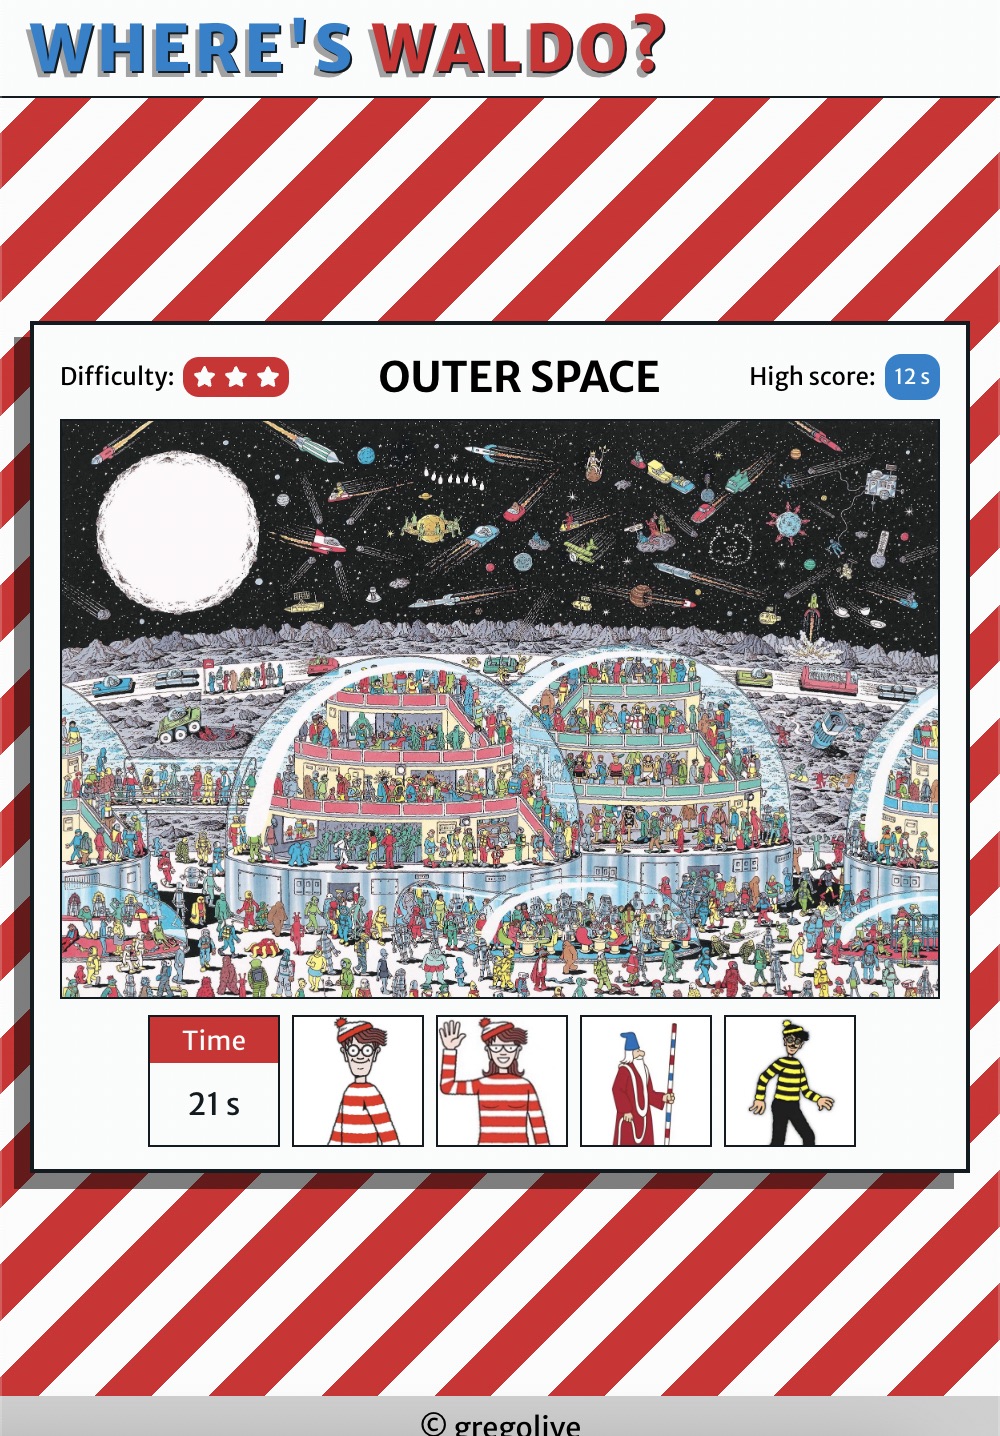 WHERE'S WALDO?
Difficulty:
OUTER SPACE
High score: 12 s
Time
21 s
© gregolive